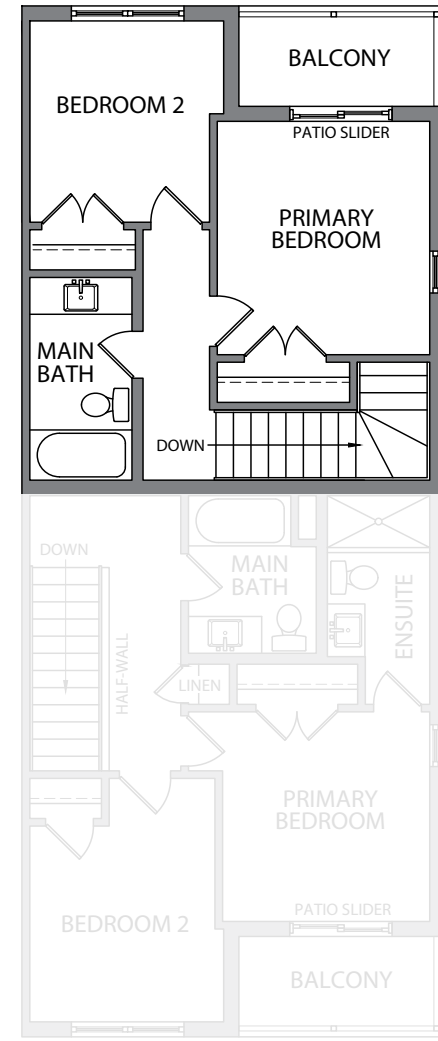 BALCONY
BEDROOM 2
PATIO SLIDER
PRIMARY
BEDROOM
MAIN
BATH
DOWN
DOWN
MAIN
BATH
ENSUITE
HALF-WALL
LINEN
PRIMARY
BEDROOM
PATIO SLIDER
BEDROOM 2
BALCONY